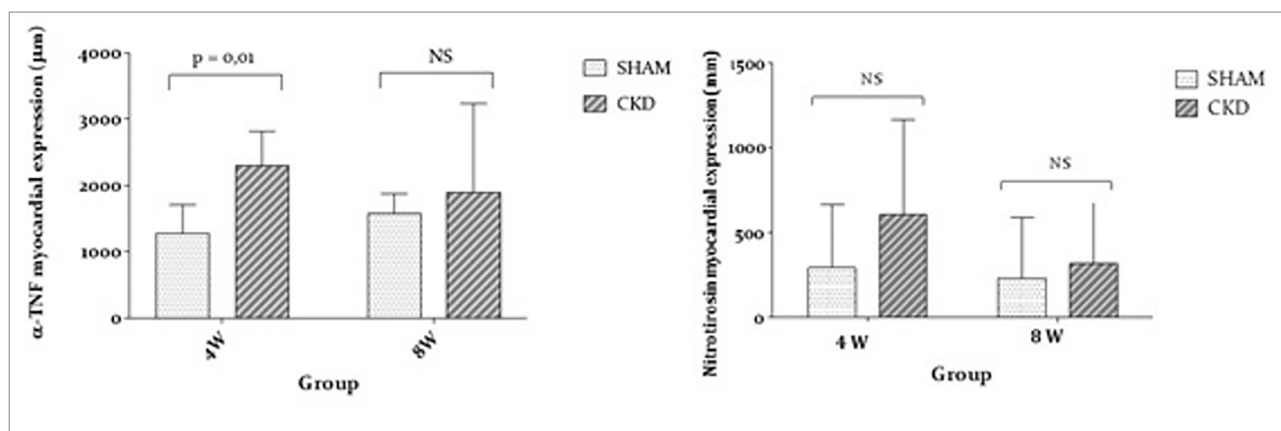 α-TNF myocardial expression (μm)
4000
3000
2000
1000
0
p = 0,01
NS
SHAM
CKD
4W
8W
Group
Nitrotirosin myocardial expression (mm)
1500
1000
500
0
NS
NS
SHAM
CKD
4 W
8 W
Group